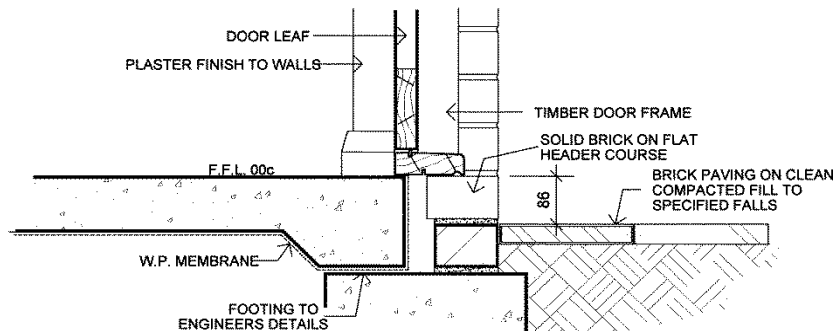 DOOR LEAF
PLASTER FINISH TO WALLS
TIMBER DOOR FRAME
SOLID BRICK ON FLAT
HEADER COURSE
F.F.L. 00c
86
BRICK PAVING ON CLEAN
COMPACTED FILL TO
SPECIFIED FALLS
W.P. MEMBRANE
FOOTING TO
ENGINEERS DETAILS